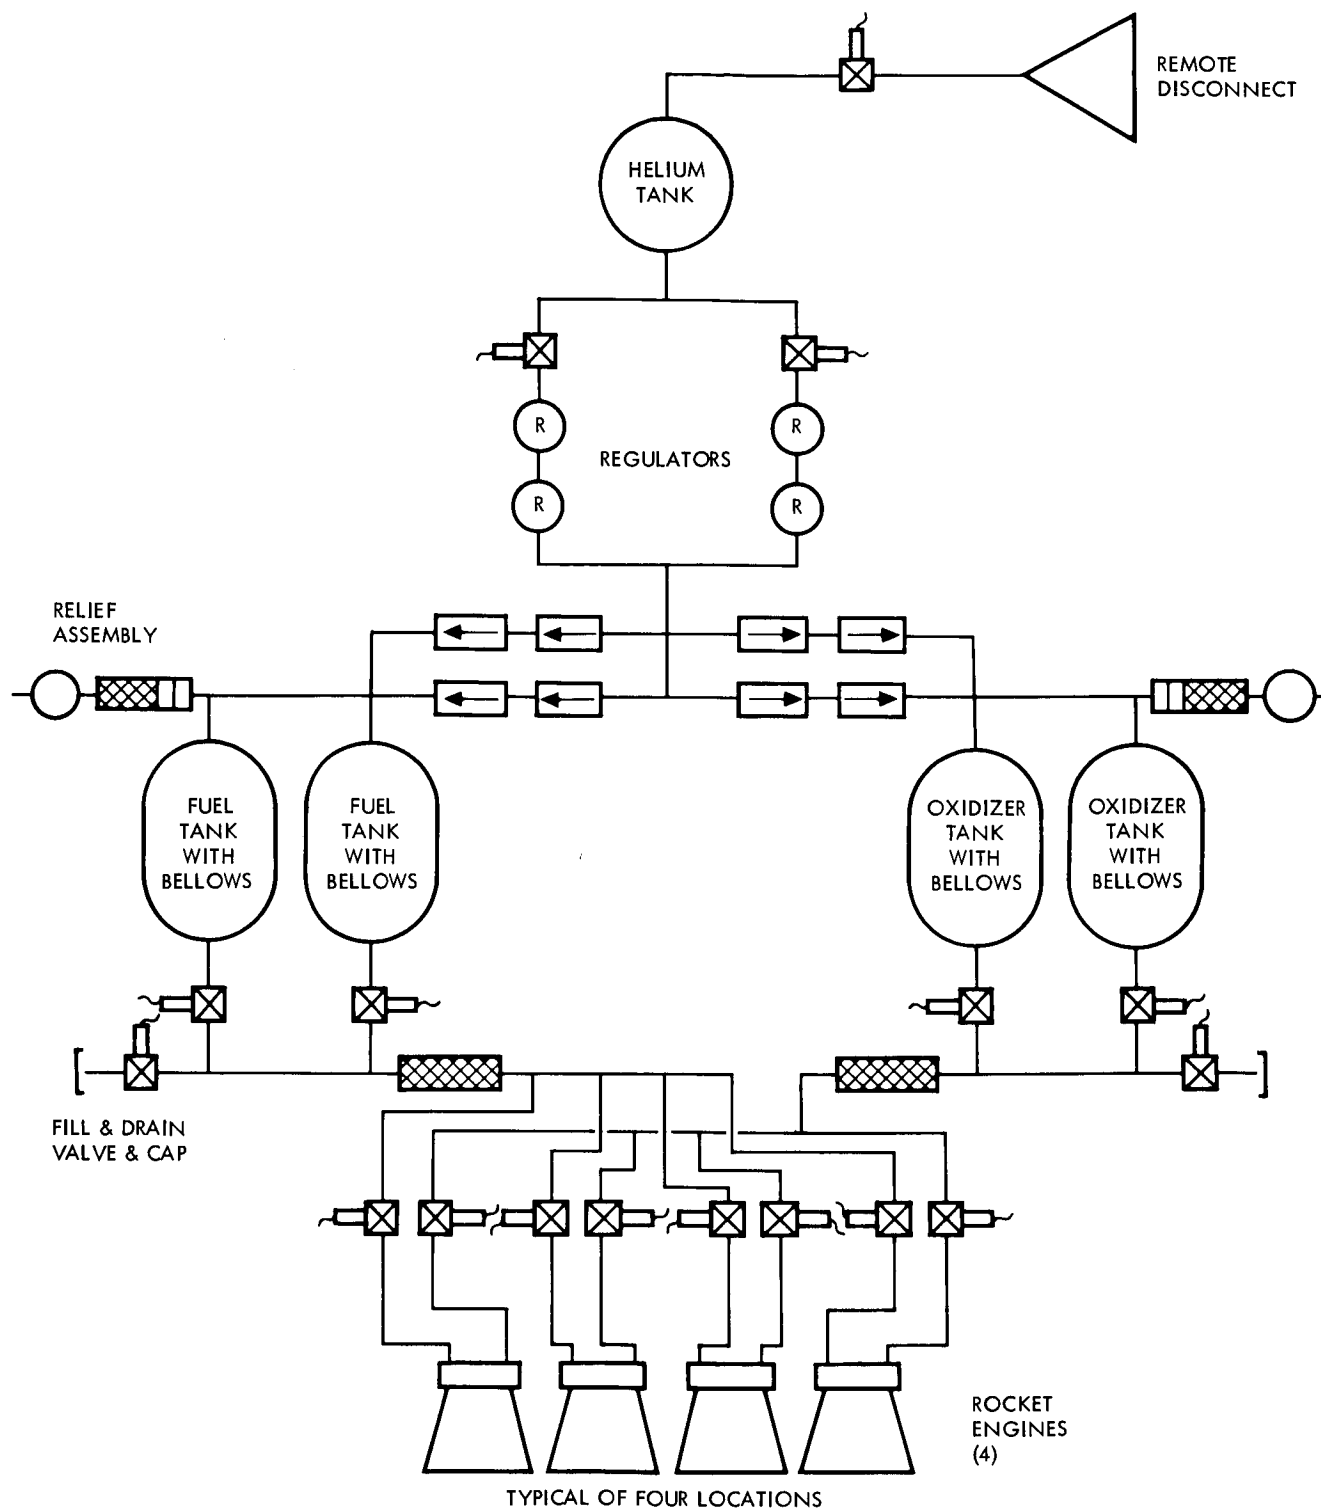 REMOTE
DISCONNECT
HELIUM
TANK
R
R
REGULATORS
R
R
RELIEF
ASSEMBLY
FUEL
TANK
WITH
BELLOWS
FUEL
TANK
WITH
BELLOWS
OXIDIZER
TANK
WITH
BELLOWS
OXIDIZER
TANK
WITH
BELLOWS
FILL & DRAIN
VALVE & CAP
ROCKET
ENGINES
(4)
TYPICAL OF FOUR LOCATIONS